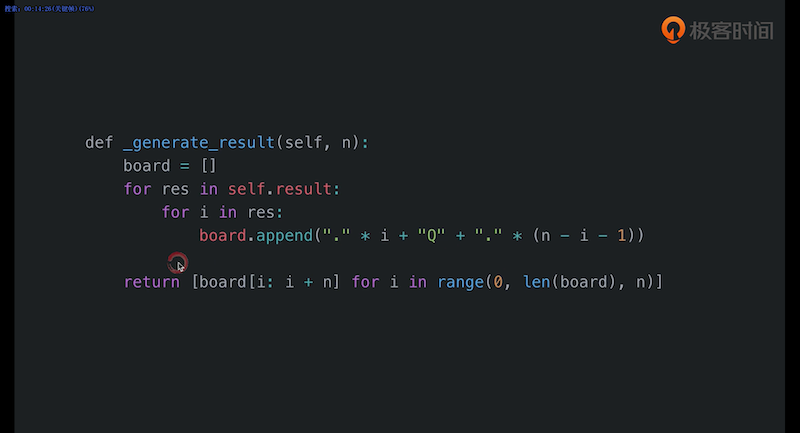 搜索：00:14:26(关键帧)(78%)
极客时间
def _generate_result(self, n):
board = []
for res in self.result:
for i in res:
board.append("." * i + "Q" + "." * (n - i - 1))
return [board[i: i + n] for i in range(0, len(board), n)]